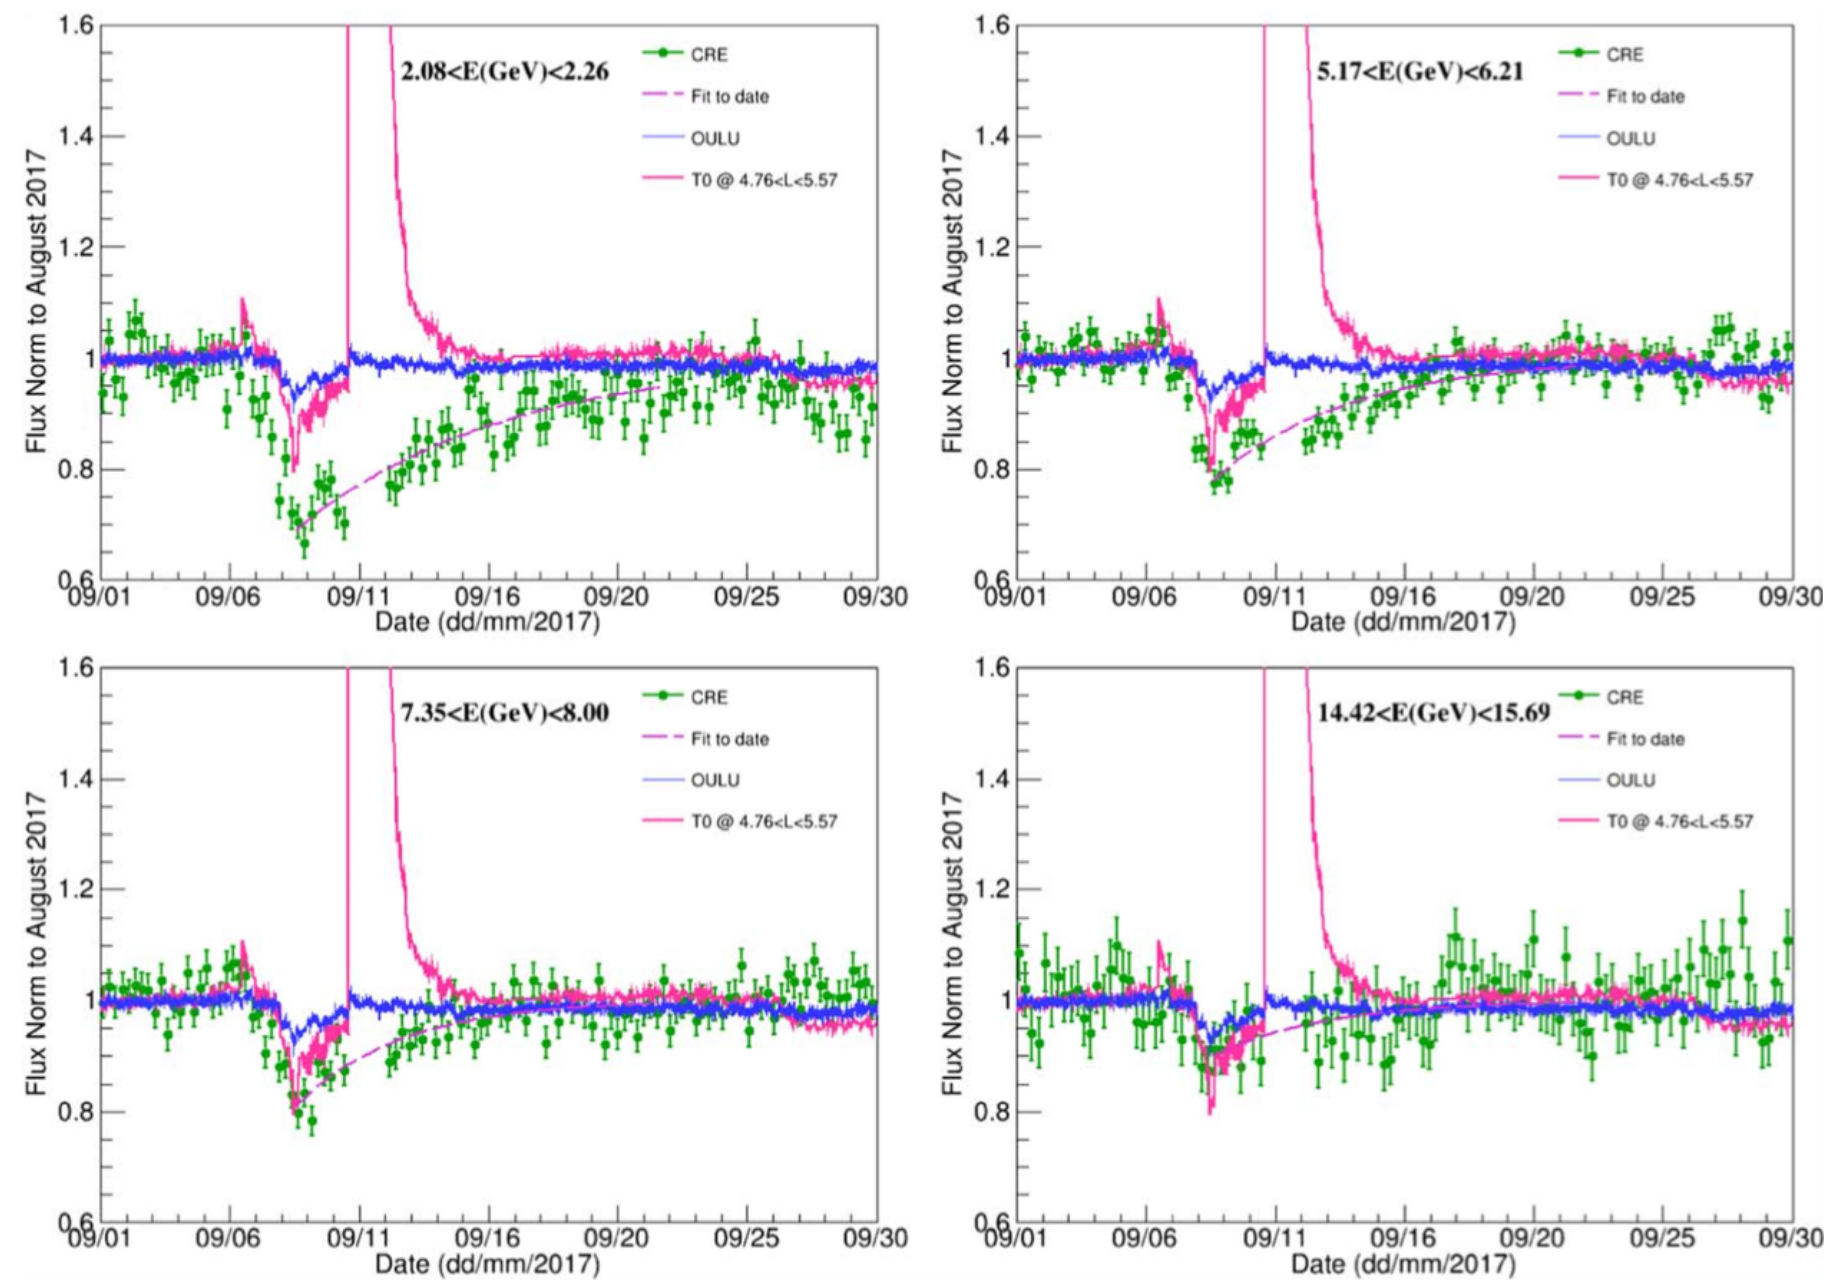 1.6
1.4
1.2
1
0.8
0.6
Flux Norm to August 2017
2.08<E(GeV)<2.26
CRE
Fit to date
OULU
T0 @ 4.76<L<5.57
09/01
09/06
09/11
09/16
09/20
09/25
09/30
Date (dd/mm/2017)
1.6
1.4
1.2
1
0.8
0.6
Flux Norm to August 2017
5.17<E(GeV)<6.21
CRE
Fit to date
OULU
T0 @ 4.76<L<5.57
09/01
09/06
09/11
09/16
09/20
09/25
09/30
Date (dd/mm/2017)
1.6
1.4
1.2
1
0.8
0.6
Flux Norm to August 2017
7.35<E(GeV)<8.00
CRE
Fit to date
OULU
T0 @ 4.76<L<5.57
09/01
09/06
09/11
09/16
09/20
09/25
09/30
Date (dd/mm/2017)
1.6
1.4
1.2
1
0.8
0.6
Flux Norm to August 2017
14.42<E(GeV)<15.69
CRE
Fit to date
OULU
T0 @ 4.76<L<5.57
09/01
09/06
09/11
09/16
09/20
09/25
09/30
Date (dd/mm/2017)